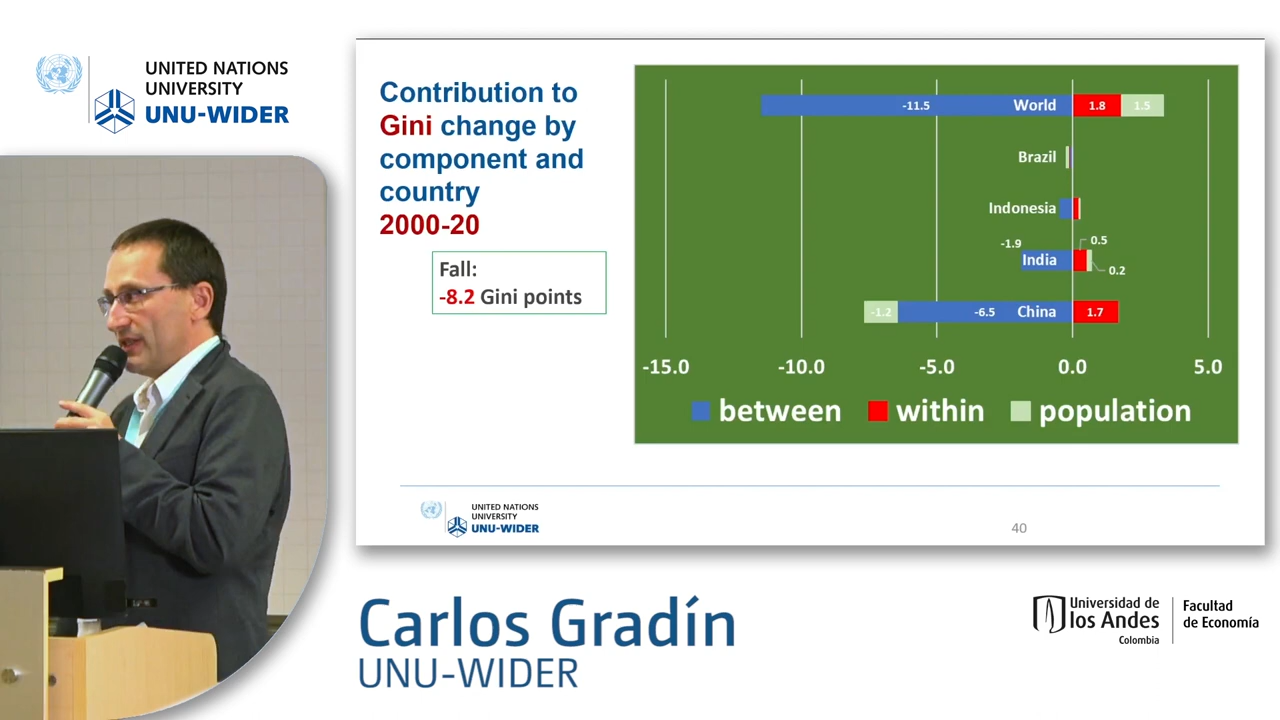 UNITED NATIONS
UNIVERSITY
UNU-WIDER
Contribution to
Gini change by
component and
country
2000-20
Fall:
-8.2 Gini points
-11.5 World 1.8 1.5
Brazil
Indonesia
-1.9 0.5
India
0.2
-1.2 -6.5 China 1.7
-15.0 -10.0 -5.0 0.0 5.0
between within population
UNITED NATIONS
UNIVERSITY
UNU-WIDER
40
Carlos Gradín
UNU-WIDER
Universidad de
los Andes
Colombia
Facultad
de Economía